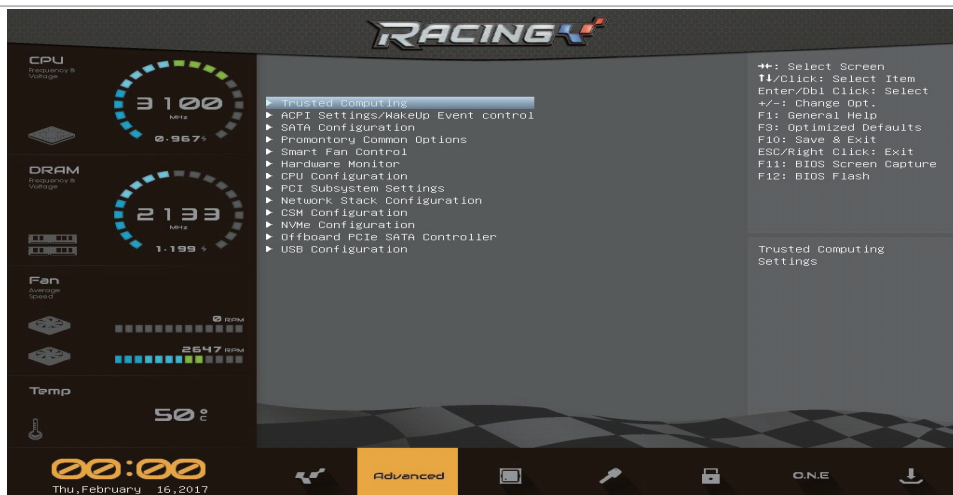 RACING
CPU
Frequency &
Voltage
3100
MHz
0.967
DRAM
Frequency &
Voltage
2133
MHz
1.199
Fan
Average
Speed
0 RPM
2647 RPM
Temp
50 °C
► Trusted Computing
► ACPI Settings/WakeUp Event control
► SATA Configuration
► Promontory Common Options
► Smart Fan Control
► Hardware Monitor
► CPU Configuration
► PCI Subsystem Settings
► Network Stack Configuration
► CSM Configuration
► NVMe Configuration
► Offboard PCIe SATA Controller
► USB Configuration
→←: Select Screen
↑↓/Click: Select Item
Enter/Dbl Click: Select
+/-: Change Opt.
F1: General Help
F3: Optimized Defaults
F10: Save & Exit
ESC/Right Click: Exit
F11: BIOS Screen Capture
F12: BIOS Flash
Trusted Computing
Settings
00:00
Thu,February 16,2017
Advanced
O.N.E